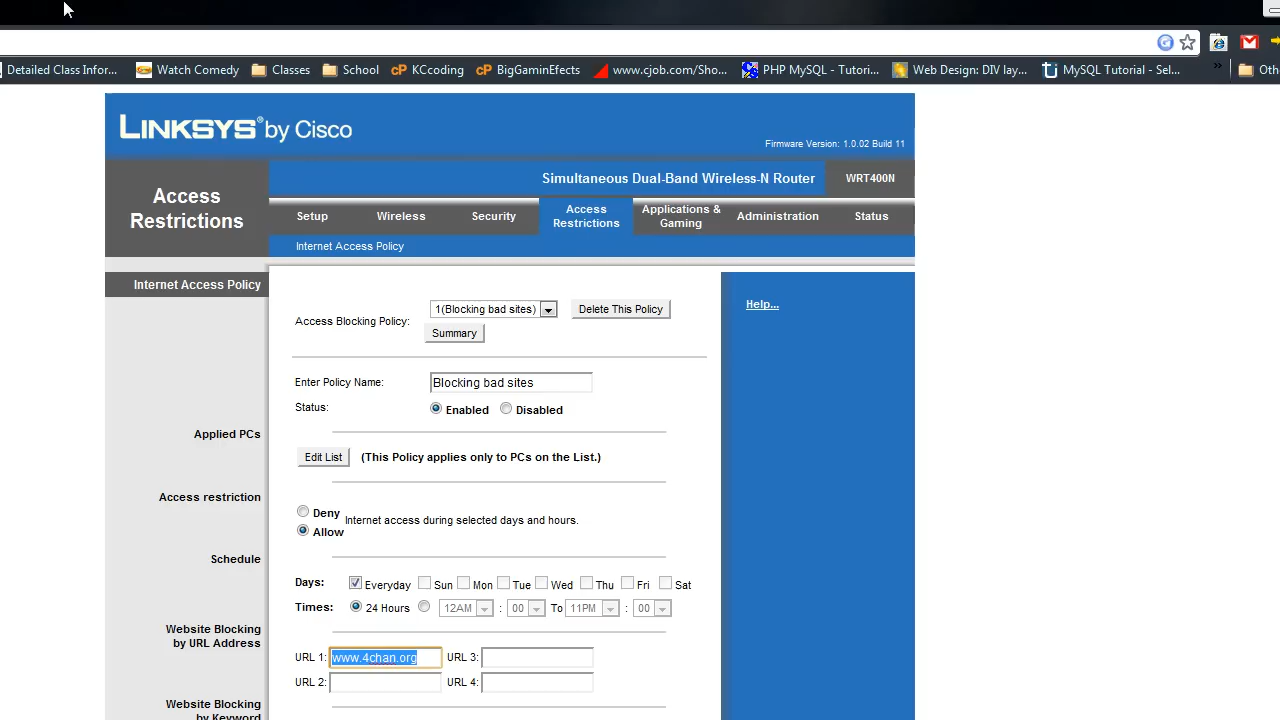 Detailed Class Infor... Watch Comedy Classes School cP KCcoding cP BigGaminEfects www.cjob.com/Sho... PHP MySQL - Tutori... Web Design: DIV lay... MySQL Tutorial - Sel... » Oth
LINKSYS® by Cisco
Firmware Version: 1.0.02 Build 11
Simultaneous Dual-Band Wireless-N Router WRT400N
Access
Restrictions
Setup Wireless Security Access Restrictions Applications & Gaming Administration Status
Internet Access Policy
Internet Access Policy
Help...
Access Blocking Policy: 1(Blocking bad sites) Delete This Policy
Summary
Enter Policy Name: Blocking bad sites
Status: Enabled Disabled
Applied PCs
Edit List (This Policy applies only to PCs on the List.)
Access restriction
Deny
Allow Internet access during selected days and hours.
Schedule
Days: Everyday Sun Mon Tue Wed Thu Fri Sat
Times: 24 Hours 12AM : 00 To 11PM : 00
Website Blocking
by URL Address
URL 1: www.4chan.org URL 3:
URL 2: URL 4:
Website Blocking
by Keyword